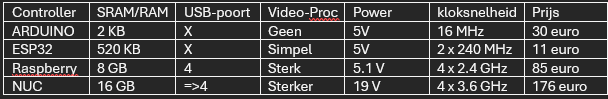 Controller SRAM/RAM USB-poort Video-Proc Power kloksnelheid Prijs
ARDUINO 2 KB X Geen 5V 16 MHz 30 euro
ESP32 520 KB X Simpel 5V 2 x 240 MHz 11 euro
Raspberry 8 GB 4 Sterk 5.1 V 4 x 2.4 GHz 85 euro
NUC 16 GB =>4 Sterker 19 V 4 x 3.6 GHz 176 euro